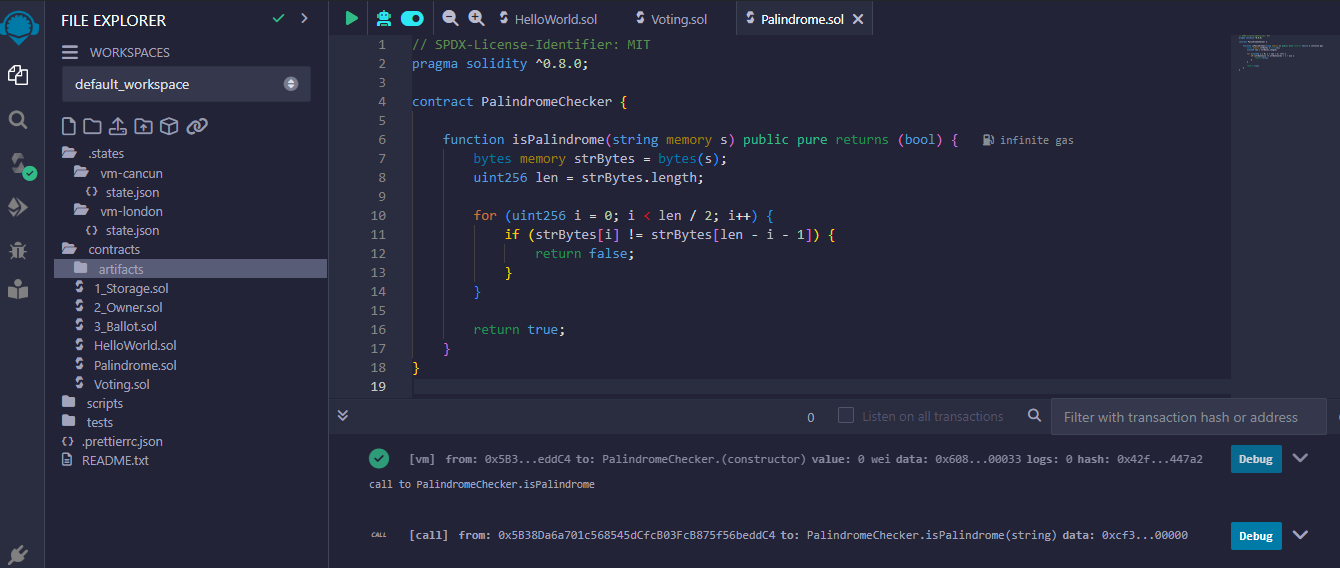 FILE EXPLORER
WORKSPACES
default_workspace
.states
vm-cancun
state.json
vm-london
state.json
contracts
artifacts
1_Storage.sol
2_Owner.sol
3_Ballot.sol
HelloWorld.sol
Palindrome.sol
Voting.sol
scripts
tests
.prettierrc.json
README.txt
HelloWorld.sol Voting.sol Palindrome.sol
1 // SPDX-License-Identifier: MIT
2 pragma solidity ^0.8.0;
3
4 contract PalindromeChecker {
5
6 function isPalindrome(string memory s) public pure returns (bool) { infinite gas
7 bytes memory strBytes = bytes(s);
8 uint256 len = strBytes.length;
9
10 for (uint256 i = 0; i < len / 2; i++) {
11 if (strBytes[i] != strBytes[len - i - 1]) {
12 return false;
13 }
14 }
15
16 return true;
17 }
18 }
19
0 Listen on all transactions Filter with transaction hash or address
[vm] from: 0x5B3...eddC4 to: PalindromeChecker.(constructor) value: 0 wei data: 0x608...00033 logs: 0 hash: 0x42f...447a2 Debug
call to PalindromeChecker.isPalindrome
CALL [call] from: 0x5B38Da6a701c568545dCfcB03FcB875f56beddC4 to: PalindromeChecker.isPalindrome(string) data: 0xcf3...00000 Debug